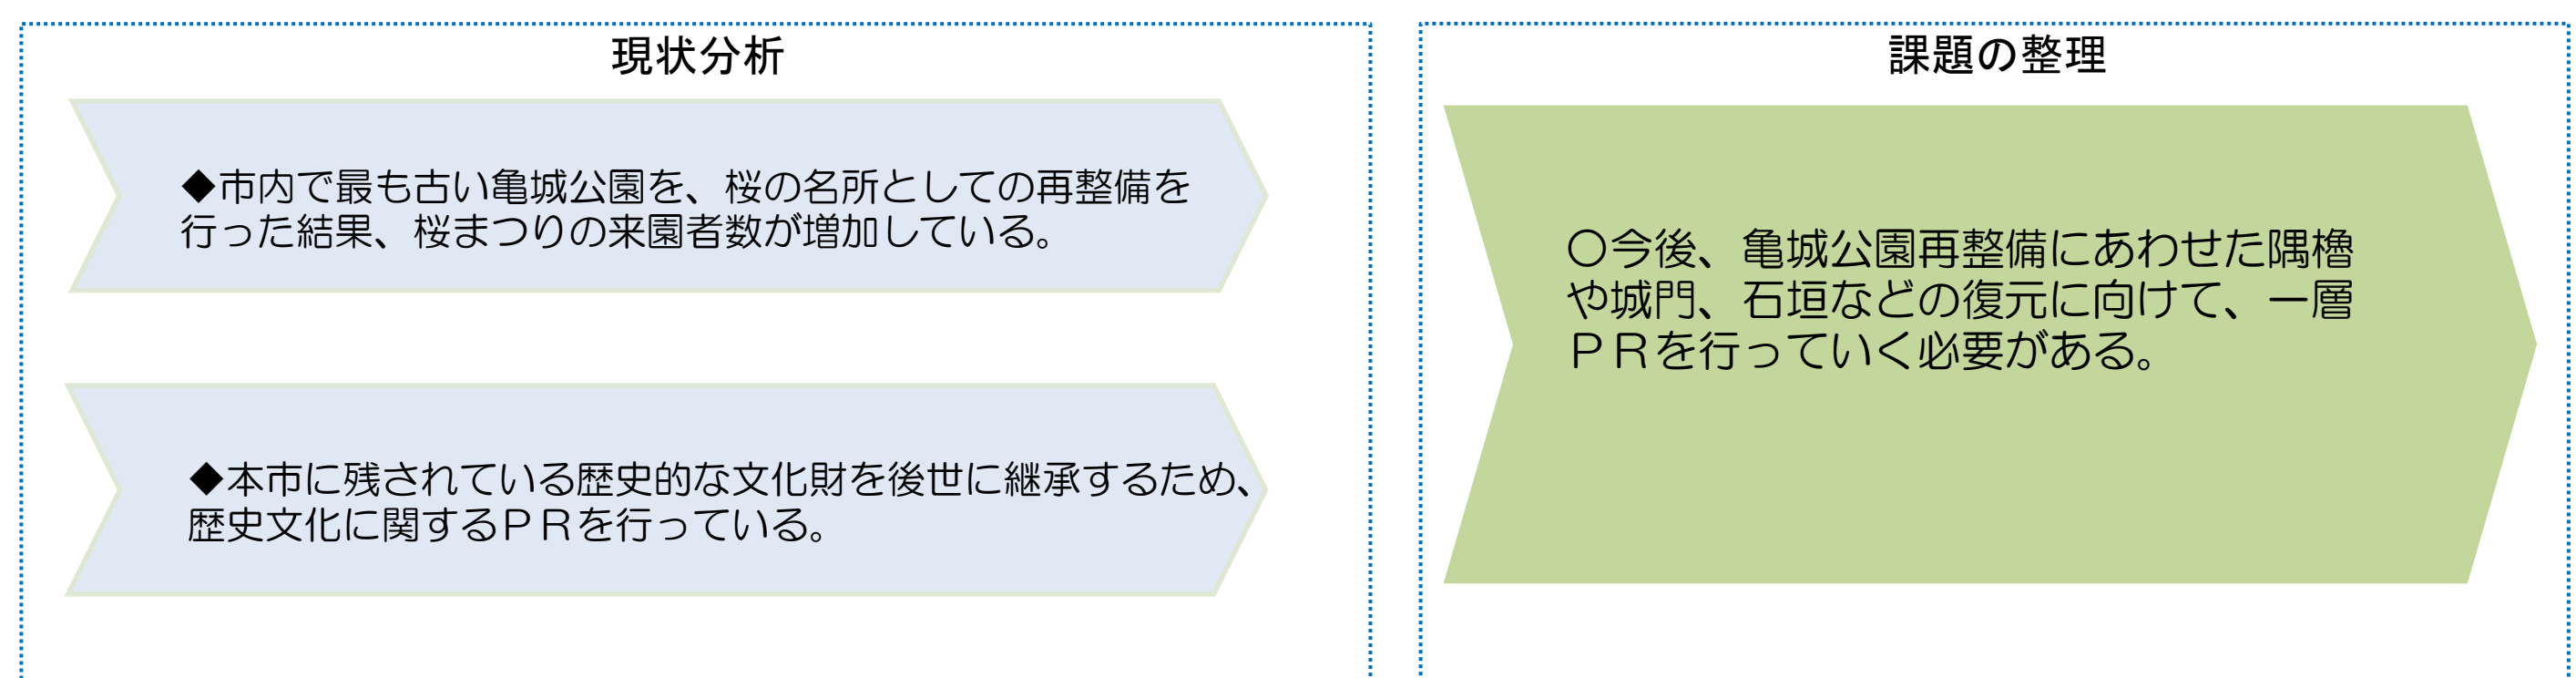 現状分析
◆市内で最も古い亀城公園を、桜の名所としての再整備を
行った結果、桜まつりの来園者数が増加している。
◆本市に残されている歴史的な文化財を後世に継承するため、
歴史文化に関するＰＲを行っている。
課題の整理
○今後、亀城公園再整備にあわせた隅櫓
や城門、石垣などの復元に向けて、一層
ＰＲを行っていく必要がある。